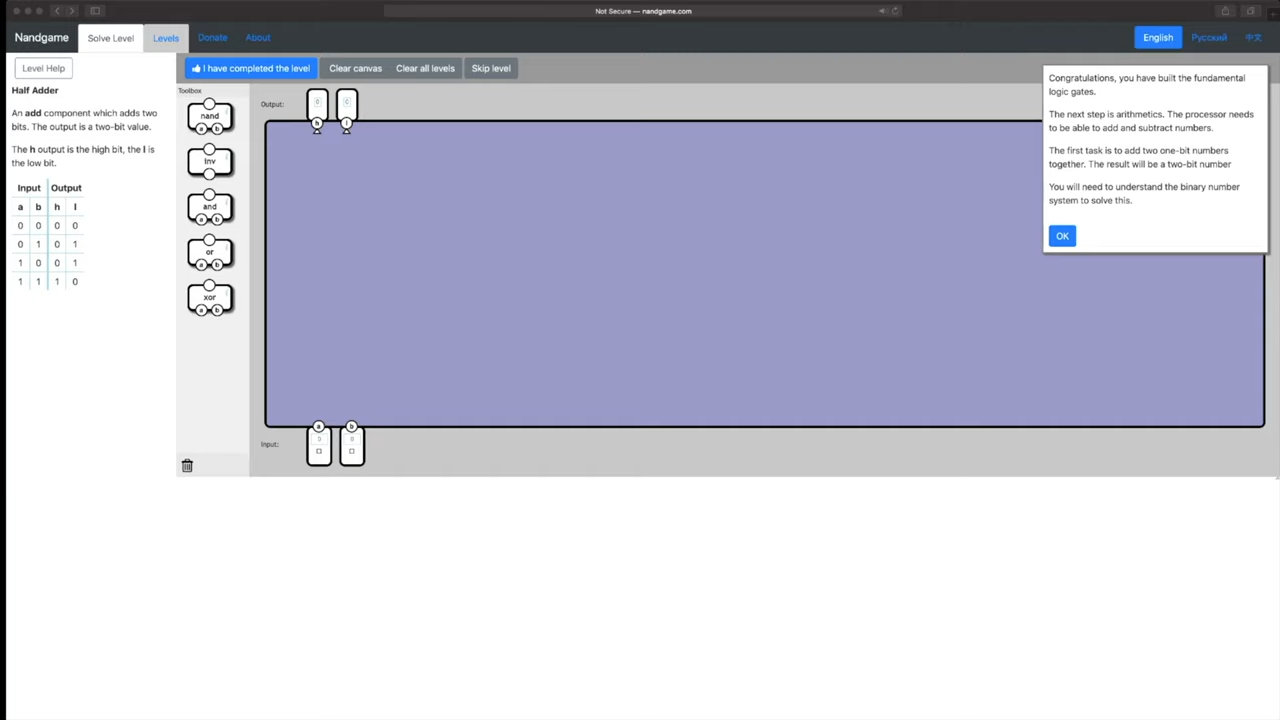 Not Secure — nandgame.com
Nandgame
Solve Level
Levels
Donate
About
English
Русский
中文
Level Help
I have completed the level
Clear canvas
Clear all levels
Skip level
Half Adder
An add component which adds two
bits. The output is a two-bit value.
The h output is the high bit, the l is
the low bit.
Input Output
a b h l
0 0 0 0
0 1 0 1
1 0 0 1
1 1 1 0
Toolbox
nand
a b
inv
and
a b
or
a b
xor
a b
Output:
0 0
h l
Input:
a b
0 0
Congratulations, you have built the fundamental
logic gates.
The next step is arithmetics. The processor needs
to be able to add and subtract numbers.
The first task is to add two one-bit numbers
together. The result will be a two-bit number
You will need to understand the binary number
system to solve this.
OK